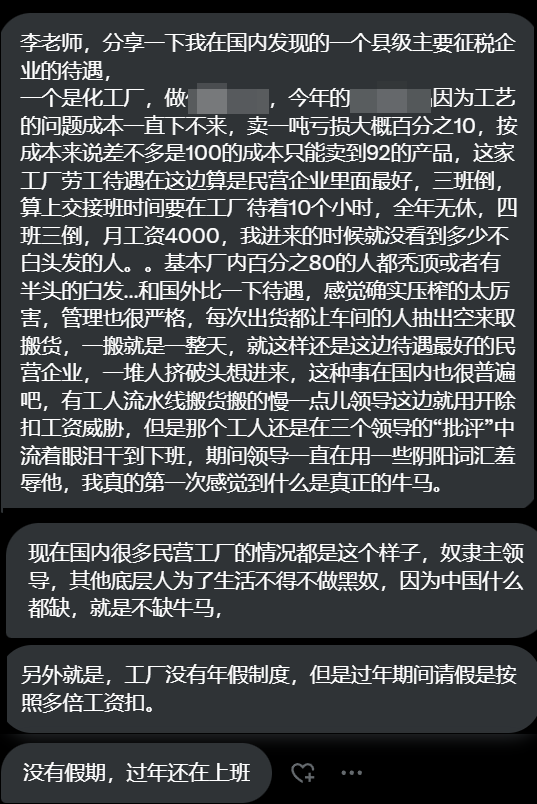 李老师，分享一下我在国内发现的一个县级主要征税企
业的待遇，
一个是化工厂，做，今年的因为工艺
的问题成本一直下不来，卖一吨亏损大概百分之10，按
成本来说差不多是100的成本只能卖到92的产品，这家
工厂劳工待遇在这边算是民营企业里面最好，三班倒，
算上交接班时间要在工厂待着10个小时，全年无休，四
班三倒，月工资4000，我进来的时候就没看到多少不
白头发的人。。基本厂内百分之80的人都秃顶或者有
半头的白发...和国外比一下待遇，感觉确实压榨的太厉
害，管理也很严格，每次出货都让车间的人抽出空来取
搬货，一搬就是一整天，就这样还是这边待遇最好的民
营企业，一堆人挤破头想进来，这种事在国内也很普遍
吧，有工人流水线搬货搬的慢一点儿领导这边就用开除
扣工资威胁，但是那个工人还是在三个领导的“批评”中
流着眼泪干到下班，期间领导一直在用一些阴阳词汇羞
辱他，我真的第一次感觉到什么是真正的牛马。
现在国内很多民营工厂的情况都是这个样子，奴隶主领
导，其他底层人为了生活不得不做黑奴，因为中国什么
都缺，就是不缺牛马，
另外就是，工厂没有年假制度，但是过年期间请假是按
照多倍工资扣。
没有假期，过年还在上班